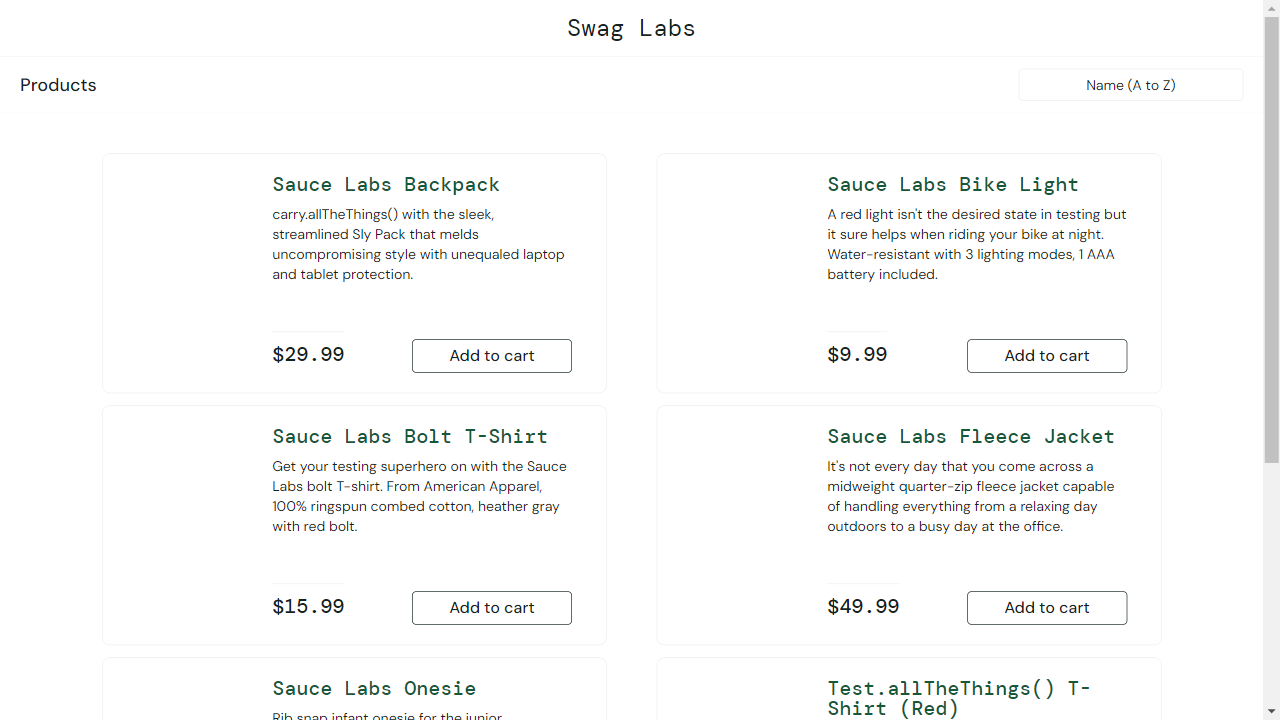 Swag Labs
Products
Name (A to Z)
Sauce Labs Backpack
carry.allTheThings() with the sleek,
streamlined Sly Pack that melds
uncompromising style with unequaled laptop
and tablet protection.
$29.99
Add to cart
Sauce Labs Bike Light
A red light isn't the desired state in testing but
it sure helps when riding your bike at night.
Water-resistant with 3 lighting modes, 1 AAA
battery included.
$9.99
Add to cart
Sauce Labs Bolt T-Shirt
Get your testing superhero on with the Sauce
Labs bolt T-shirt. From American Apparel,
100% ringspun combed cotton, heather gray
with red bolt.
$15.99
Add to cart
Sauce Labs Fleece Jacket
It's not every day that you come across a
midweight quarter-zip fleece jacket capable
of handling everything from a relaxing day
outdoors to a busy day at the office.
$49.99
Add to cart
Sauce Labs Onesie
Rib snap infant onesie for the junior
Test.allTheThings() T-
Shirt (Red)